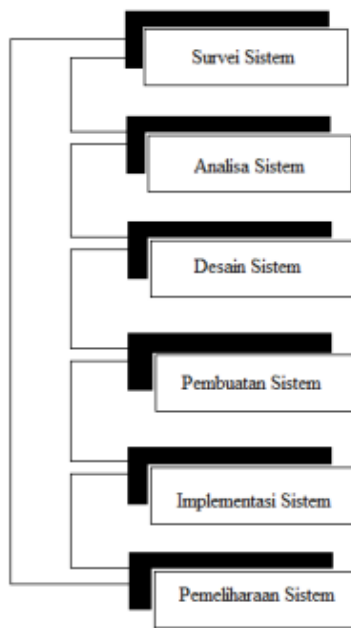 Survei Sistem
Analisa Sistem
Desain Sistem
Pembuatan Sistem
Implementasi Sistem
Pemeliharaan Sistem